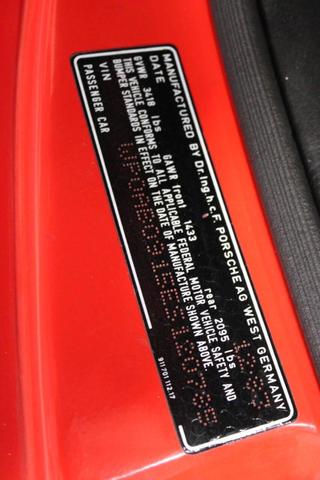 MANUFACTURED BY Dr.Ing.h.c.F. PORSCHE AG WEST GERMANY
DATE
GVWR 3418 lbs GAWR front 1433 rear 2095 lbs
THIS VEHICLE CONFORMS TO ALL APPLICABLE FEDERAL MOTOR VEHICLE SAFETY AND
BUMPER STANDARDS IN EFFECT ON THE DATE OF MANUFACTURE SHOWN ABOVE.
VIN
PASSENGER CAR
911 701 112.17